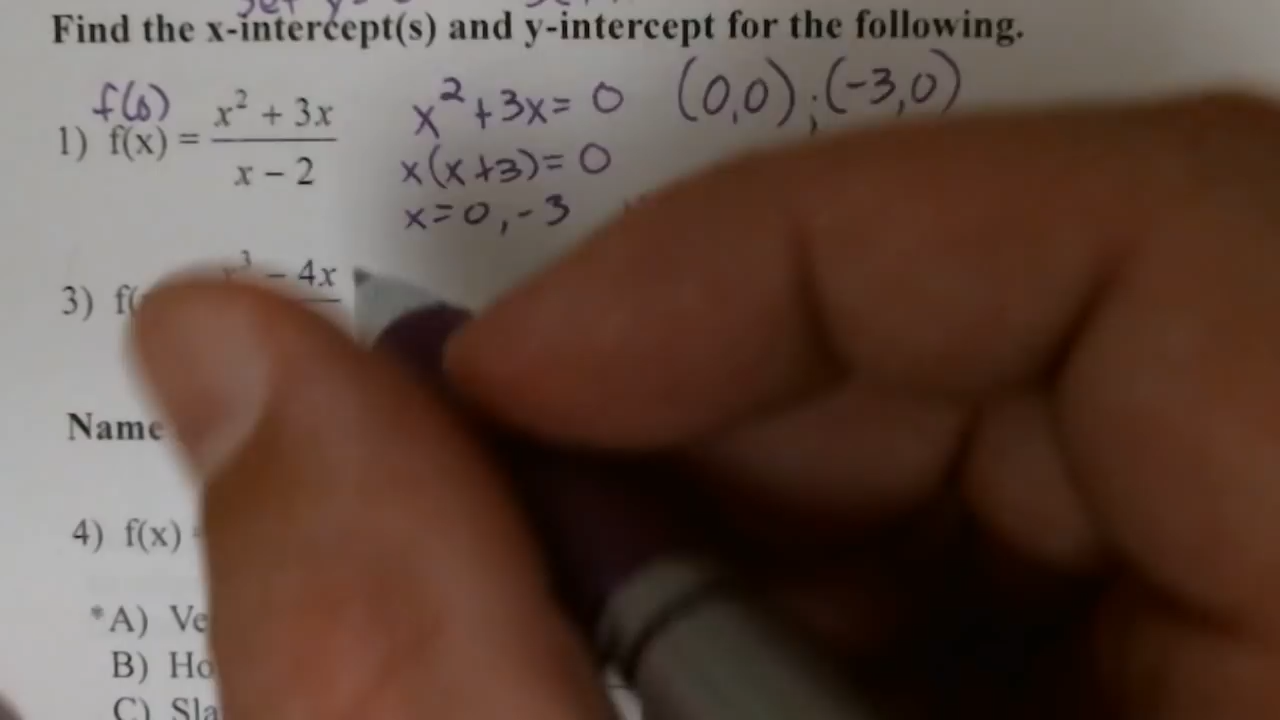 Find the x-intercept(s) and y-intercept for the following.
f(0)
1) f(x) = x² + 3x / x − 2
x² + 3x = 0 (0,0) ; (-3,0)
x(x+3) = 0
x = 0, -3
3) f( x³ − 4x
Name
4) f(x)
*A) Ve
B) Ho
C) Sla